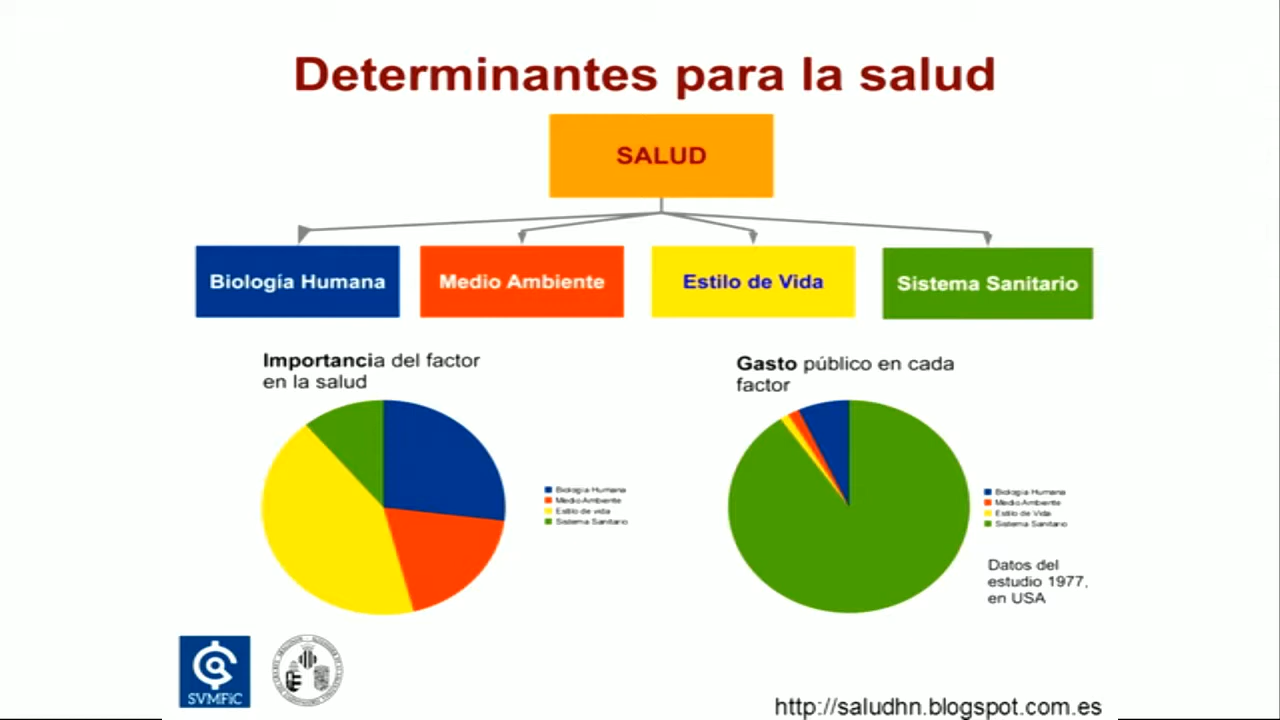 Determinantes para la salud
SALUD
Biología Humana
Medio Ambiente
Estilo de Vida
Sistema Sanitario
Importancia del factor
en la salud
Biología Humana
Medio Ambiente
Estilo de vida
Sistema Sanitario
Gasto público en cada
factor
Biología Humana
Medio Ambiente
Estilo de Vida
Sistema Sanitario
Datos del
estudio 1977,
en USA
SVMFiC
http://saludhn.blogspot.com.es